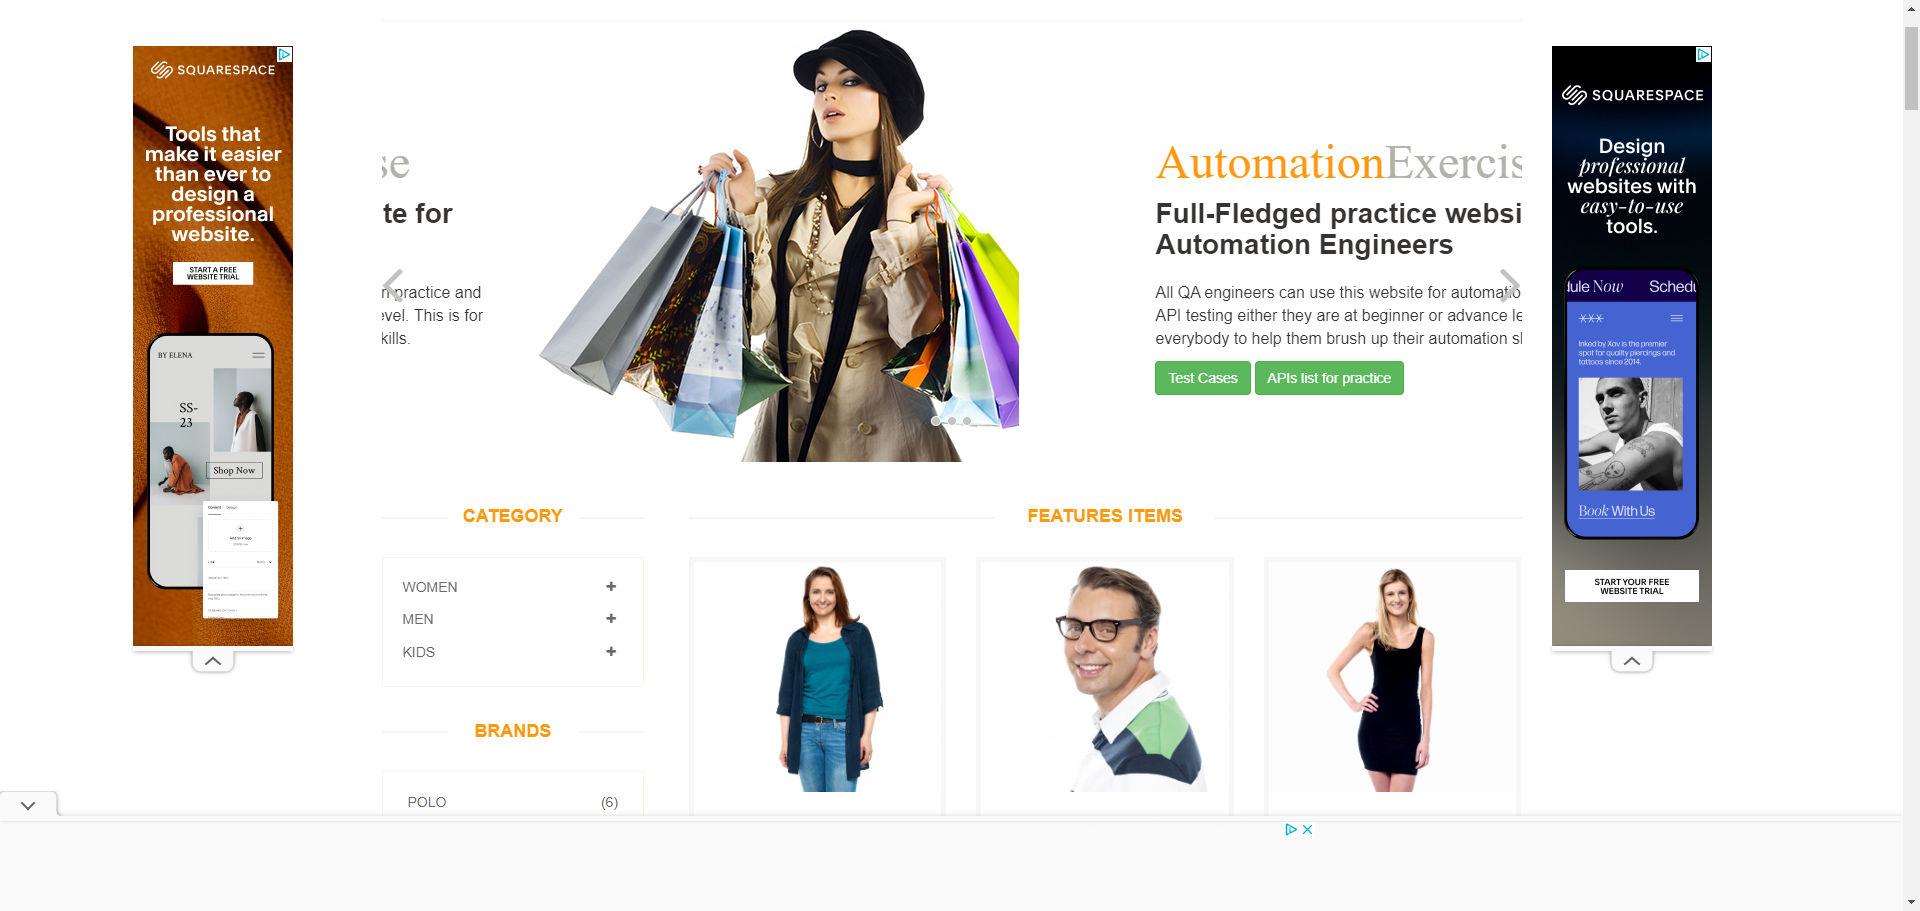 SQUARESPACE
Tools that
make it easier
than ever to
design a
professional
website.
START A FREE
WEBSITE TRIAL
BY ELENA
SS-
23
Shop Now
Content Design
se
te for
n practice and
evel. This is for
kills.
AutomationExercis
Full-Fledged practice websi
Automation Engineers
All QA engineers can use this website for automatio
API testing either they are at beginner or advance le
everybody to help them brush up their automation sk
Test Cases
APIs list for practice
SQUARESPACE
Design
professional
websites with
easy-to-use
tools.
dule Now Schedu
Inked by Xav is the premier
spot for quality piercings and
tattoos since 2014.
Book With Us
START YOUR FREE
WEBSITE TRIAL
CATEGORY
WOMEN
MEN
KIDS
BRANDS
POLO (6)
FEATURES ITEMS